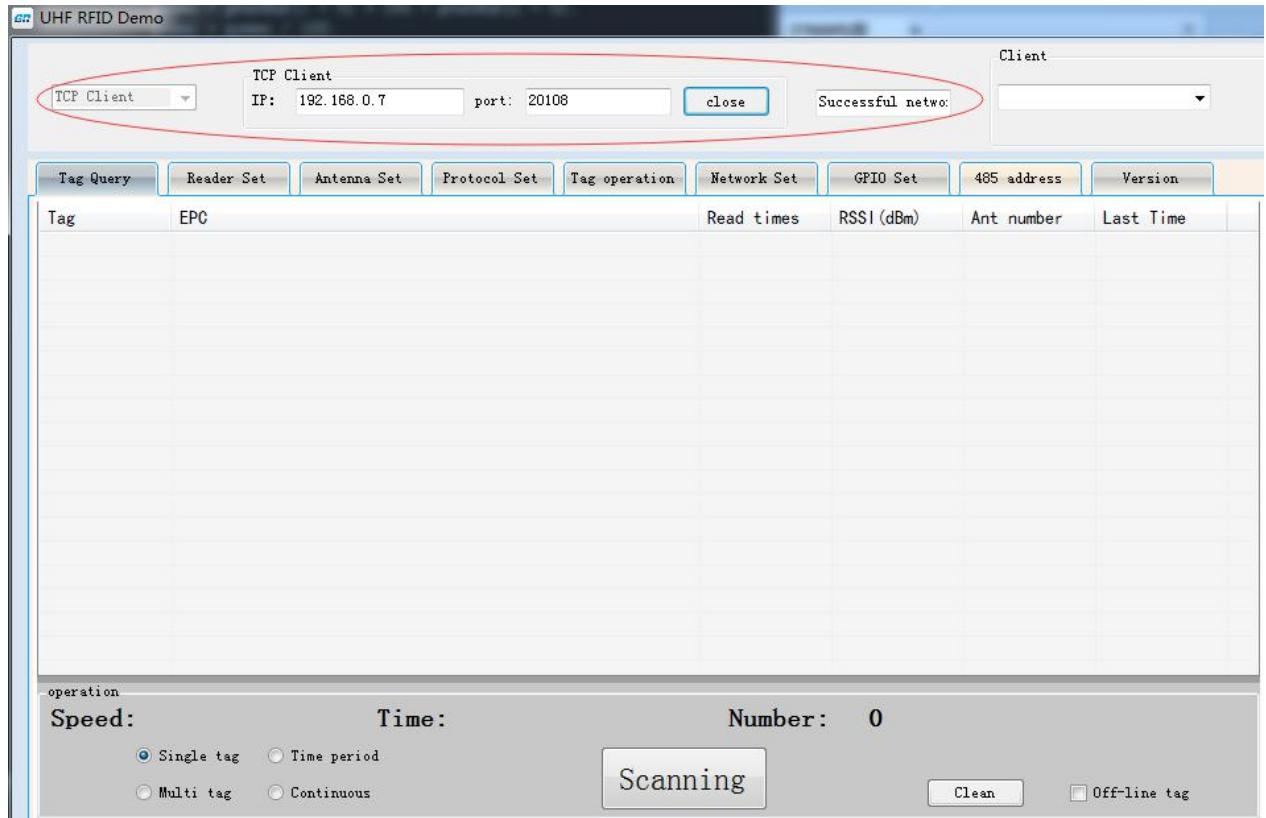 UHF RFID Demo
TCP Client
TCP Client
IP: 192.168.0.7 port: 20108 close Successful netwo:
Client
Tag Query Reader Set Antenna Set Protocol Set Tag operation Network Set GPIO Set 485 address Version
Tag EPC Read times RSSI(dBm) Ant number Last Time
operation
Speed: Time: Number: 0
Single tag Time period
Multi tag Continuous
Scanning
Clean
Off-line tag